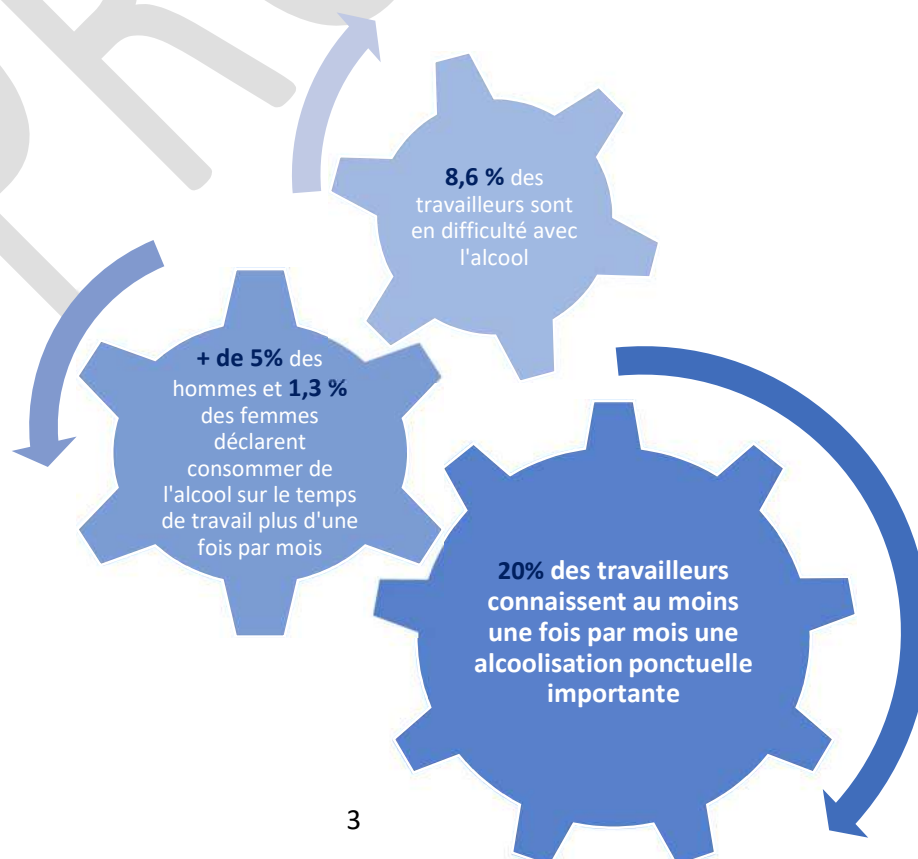 8,6 % des
travailleurs sont
en difficulté avec
l'alcool
+ de 5% des
hommes et 1,3 %
des femmes
déclarent
consommer de
l'alcool sur le temps
de travail plus d'une
fois par mois
20% des travailleurs
connaissent au moins
une fois par mois une
alcoolisation ponctuelle
importante
3